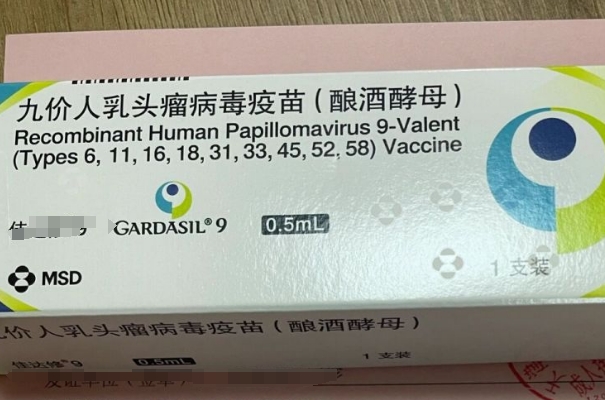 九价人乳头瘤病毒疫苗（酿酒酵母）
Recombinant Human Papillomavirus 9-Valent
(Types 6, 11, 16, 18, 31, 33, 45, 52, 58) Vaccine
GARDASIL®9 0.5mL
MSD 1支装
九价人乳头瘤病毒疫苗（酿酒酵母）
佳达修®9 0.5mL 1支装